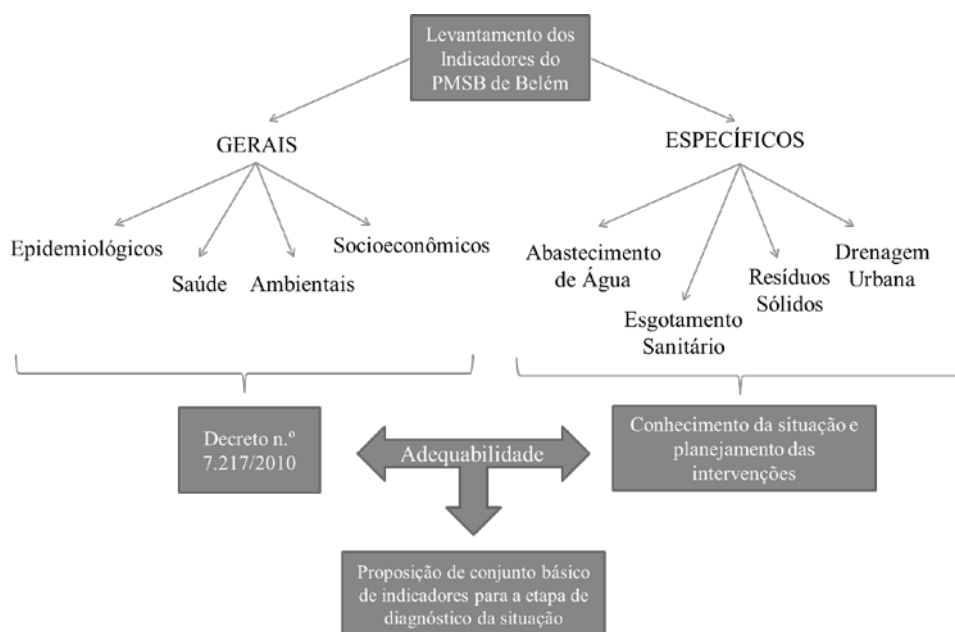 Levantamento dos
Indicadores do
PMSB de Belém
GERAIS
ESPECÍFICOS
Epidemiológicos
Saúde
Ambientais
Socioeconômicos
Abastecimento
de Água
Esgotamento
Sanitário
Resíduos
Sólidos
Drenagem
Urbana
Decreto n.º
7.217/2010
Adequabilidade
Conhecimento da situação e
planejamento das
intervenções
Proposição de conjunto básico
de indicadores para a etapa de
diagnóstico da situação